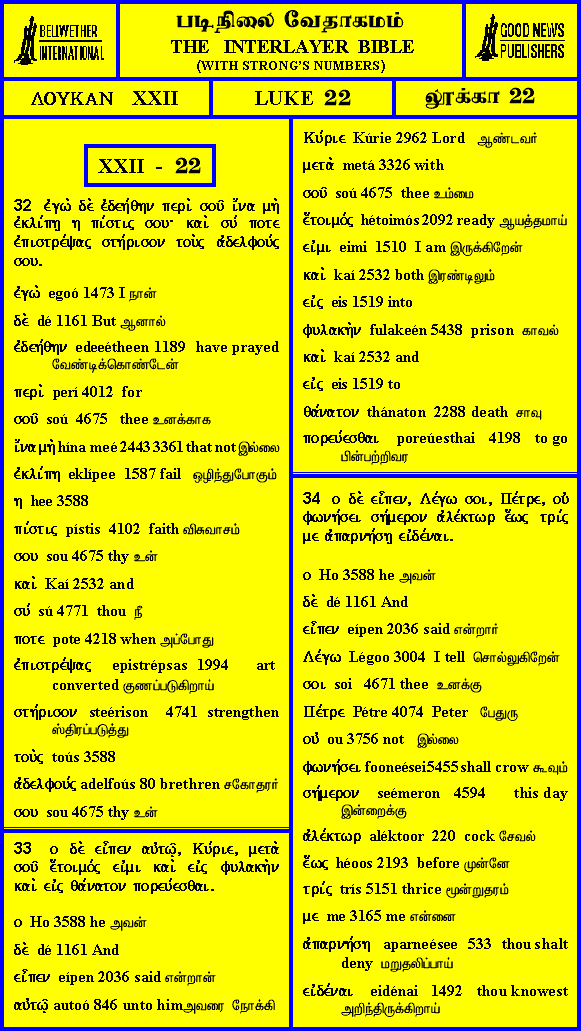 BELLWETHER
INTERNATIONAL
படிநிலை வேதாகமம்
THE INTERLAYER BIBLE
(WITH STRONG'S NUMBERS)
GOOD NEWS
PUBLISHERS
ΛΟΥΚΑΝ XXII
LUKE 22
லூக்கா 22
XXII - 22
32 ἐγὼ δὲ ἐδεήθην περὶ σοῦ ἵνα μὴ
ἐκλίπῃ η πίστις σου· καὶ σύ ποτε
ἐπιστρέψας στήρισον τοὺς ἀδελφούς
σου.
ἐγὼ egoó 1473 I நான்
δὲ dé 1161 But ஆனால்
ἐδεήθην edeeétheen 1189 have prayed
வேண்டிக்கொண்டேன்
περὶ perí 4012 for
σοῦ soú 4675 thee உனக்காக
ἵνα μὴ hína meé 2443 3361 that not இல்லை
ἐκλίπη eklípee 1587 fail ஒழிந்துபோகும்
η hee 3588
πίστις pístis 4102 faith விசுவாசம்
σου sou 4675 thy உன்
καὶ Kaí 2532 and
σύ sú 4771 thou நீ
ποτε pote 4218 when அப்போது
ἐπιστρέψας epistrépsas 1994 art
converted குணப்படுகிறாய்
στήρισον steérison 4741 strengthen
ஸ்திரப்படுத்து
τοὺς toús 3588
ἀδελφούς adelfoús 80 brethren சகோதரர்
σου sou 4675 thy உன்
33 ο δὲ εἶπεν αὐτῷ, Κύριε, μετὰ
σοῦ ἕτοιμός εἰμι καὶ εἰς φυλακὴν
καὶ εἰς θάνατον πορεύεσθαι.
ο Ho 3588 he அவன்
δὲ dé 1161 And
εἶπεν eípen 2036 said என்றான்
αὐτῷ autoó 846 unto him அவரை நோக்கி
Κύριε Kúrie 2962 Lord ஆண்டவர்
μετὰ metá 3326 with
σοῦ soú 4675 thee உம்மை
ἕτοιμός hétoimós 2092 ready ஆயத்தமாய்
εἰμι eimi 1510 I am இருக்கிறேன்
καὶ kaí 2532 both இரண்டிலும்
εἰς eis 1519 into
φυλακὴν fulakeén 5438 prison காவல்
καὶ kaí 2532 and
εἰς eis 1519 to
θάνατον thánaton 2288 death சாவு
πορεύεσθαι poreúesthai 4198 to go
பின்பற்றிவர
34 ο δὲ εἶπεν, Λέγω σοι, Πέτρε, οὐ
φωνήσει σήμερον ἀλέκτωρ ἕως τρίς
με ἀπαρνήσῃ εἰδέναι.
ο Ho 3588 he அவன்
δὲ dé 1161 And
εἶπεν eípen 2036 said என்றார்
Λέγω Légoo 3004 I tell சொல்லுகிறேன்
σοι soi 4671 thee உனக்கு
Πέτρε Pétre 4074 Peter பேதுரு
οὐ ou 3756 not இல்லை
φωνήσει fooneései 5455 shall crow கூவும்
σήμερον seémeron 4594 this day
இன்றைக்கு
ἀλέκτωρ aléktoor 220 cock சேவல்
ἕως héoos 2193 before முன்னே
τρίς trís 5151 thrice மூன்றுதரம்
με me 3165 me என்னை
ἀπαρνήση aparneésee 533 thou shalt
deny மறுதலிப்பாய்
εἰδέναι eidénai 1492 thou knowest
அறிந்திருக்கிறாய்